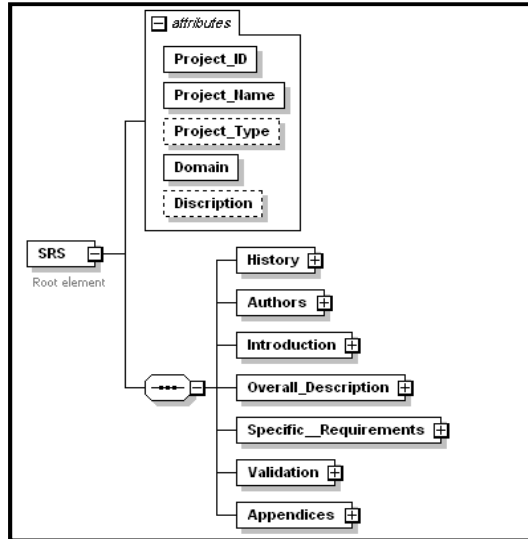 attributes
Project_ID
Project_Name
Project_Type
Domain
Discription
SRS
Root element
History
Authors
Introduction
Overall_Description
Specific__Requirements
Validation
Appendices